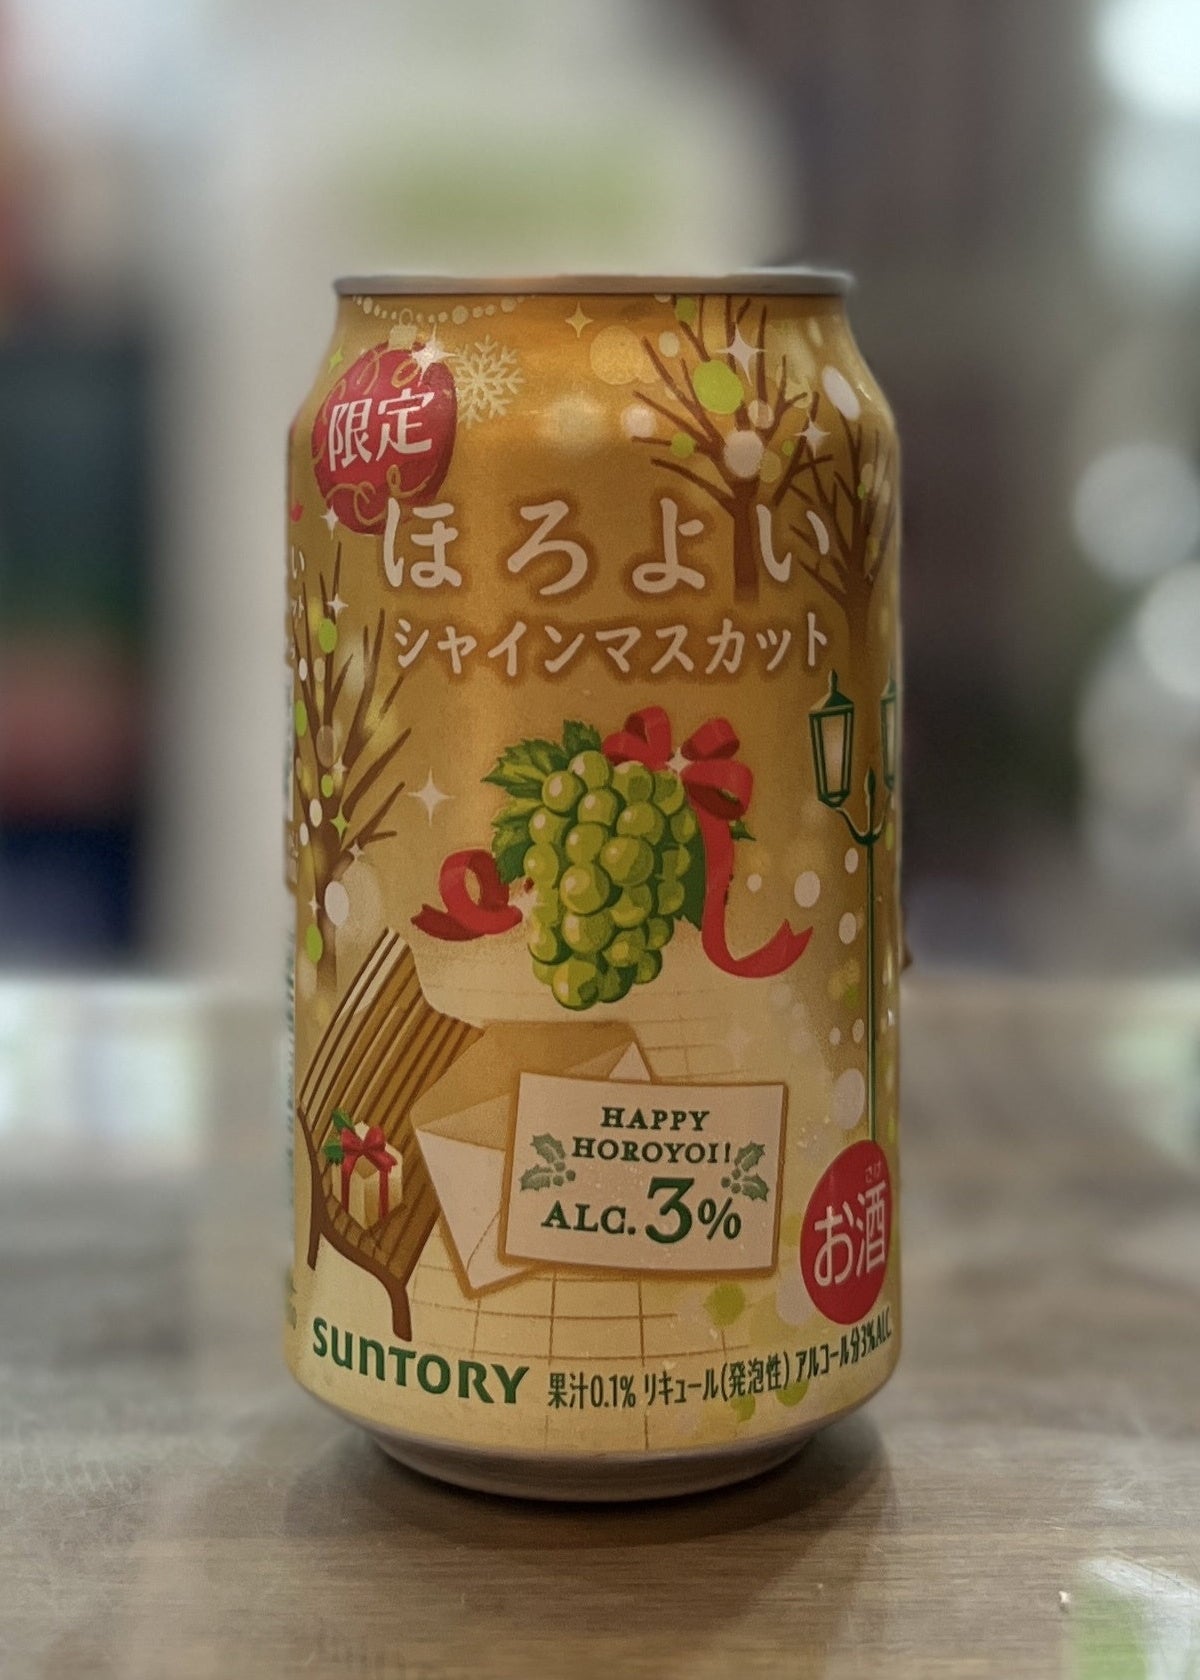 限定
ほろよい
シャインマスカット
HAPPY
HOROYOI!
ALC.3%
さけ
お酒
SUNTORY
果汁0.1% リキュール(発泡性) アルコール分3%ALC.